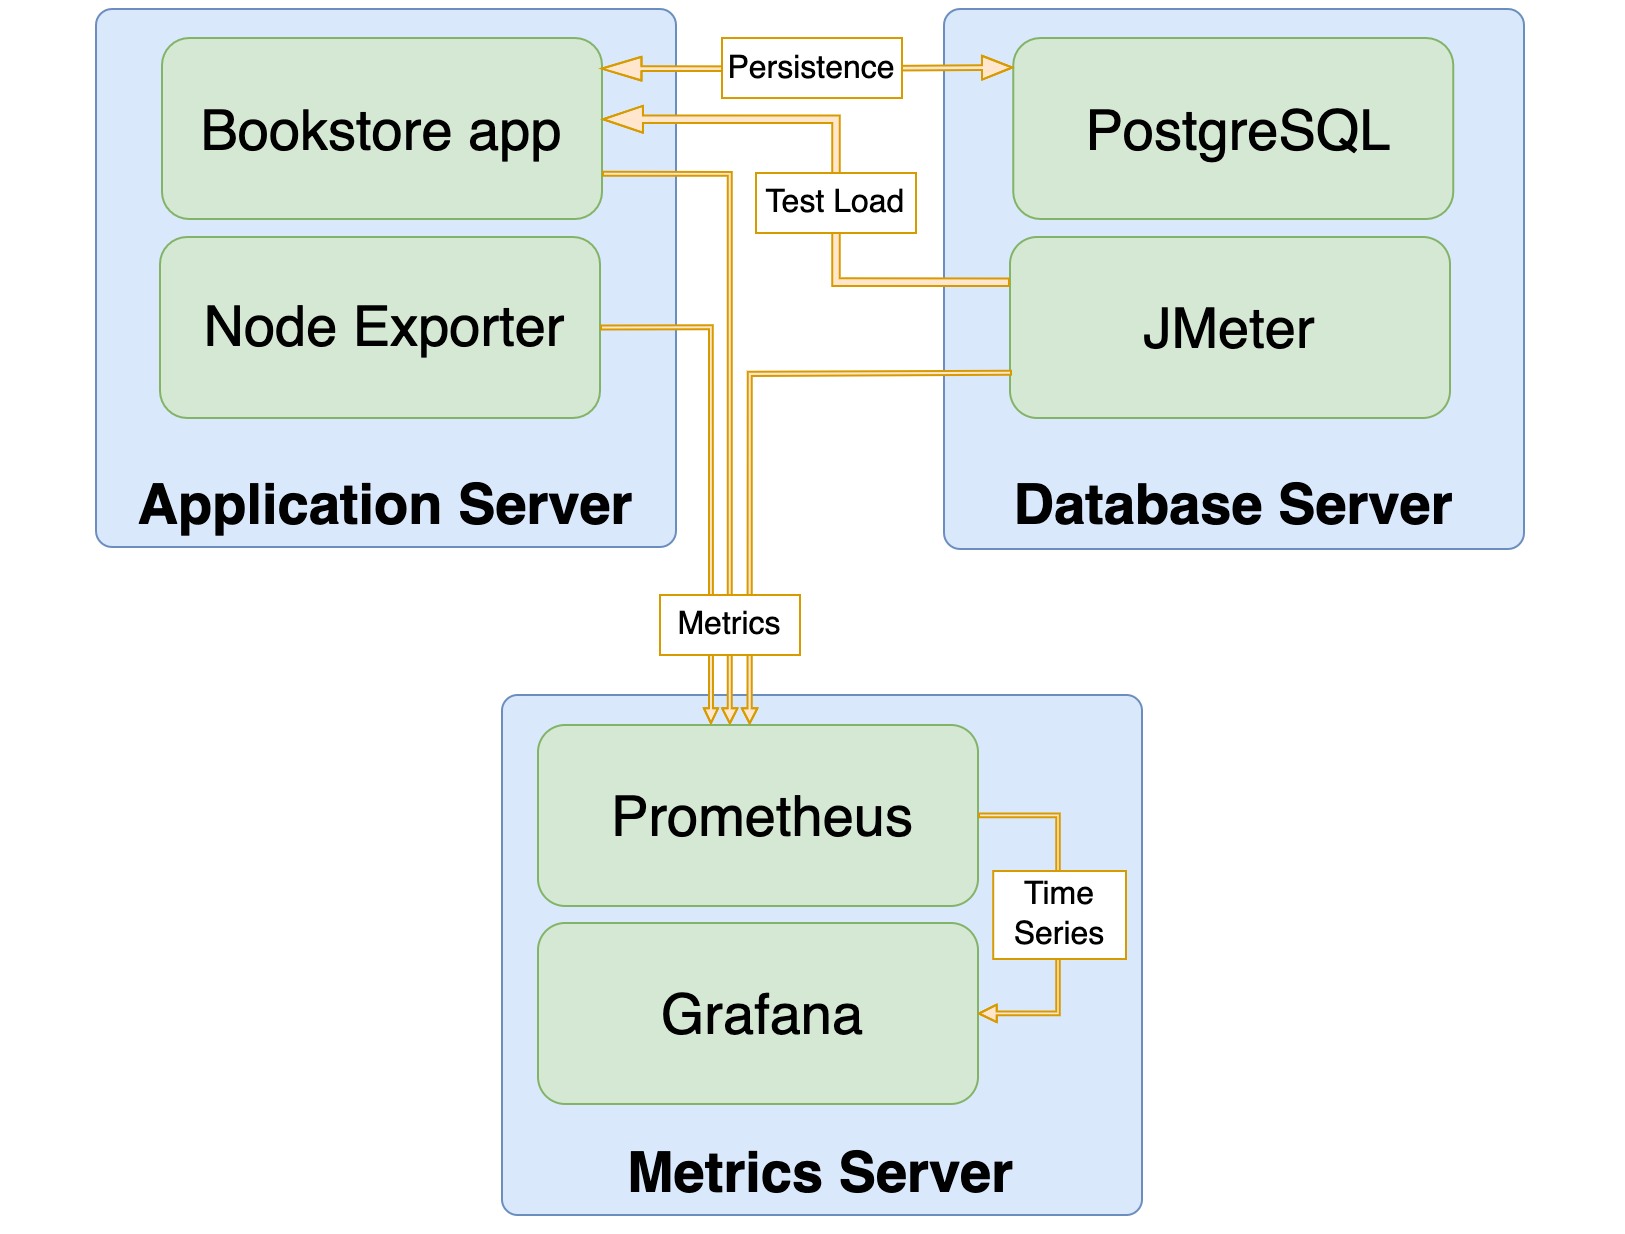 Persistence
Bookstore app
PostgreSQL
Test Load
Node Exporter
JMeter
Application Server
Database Server
Metrics
Prometheus
Time
Series
Grafana
Metrics Server